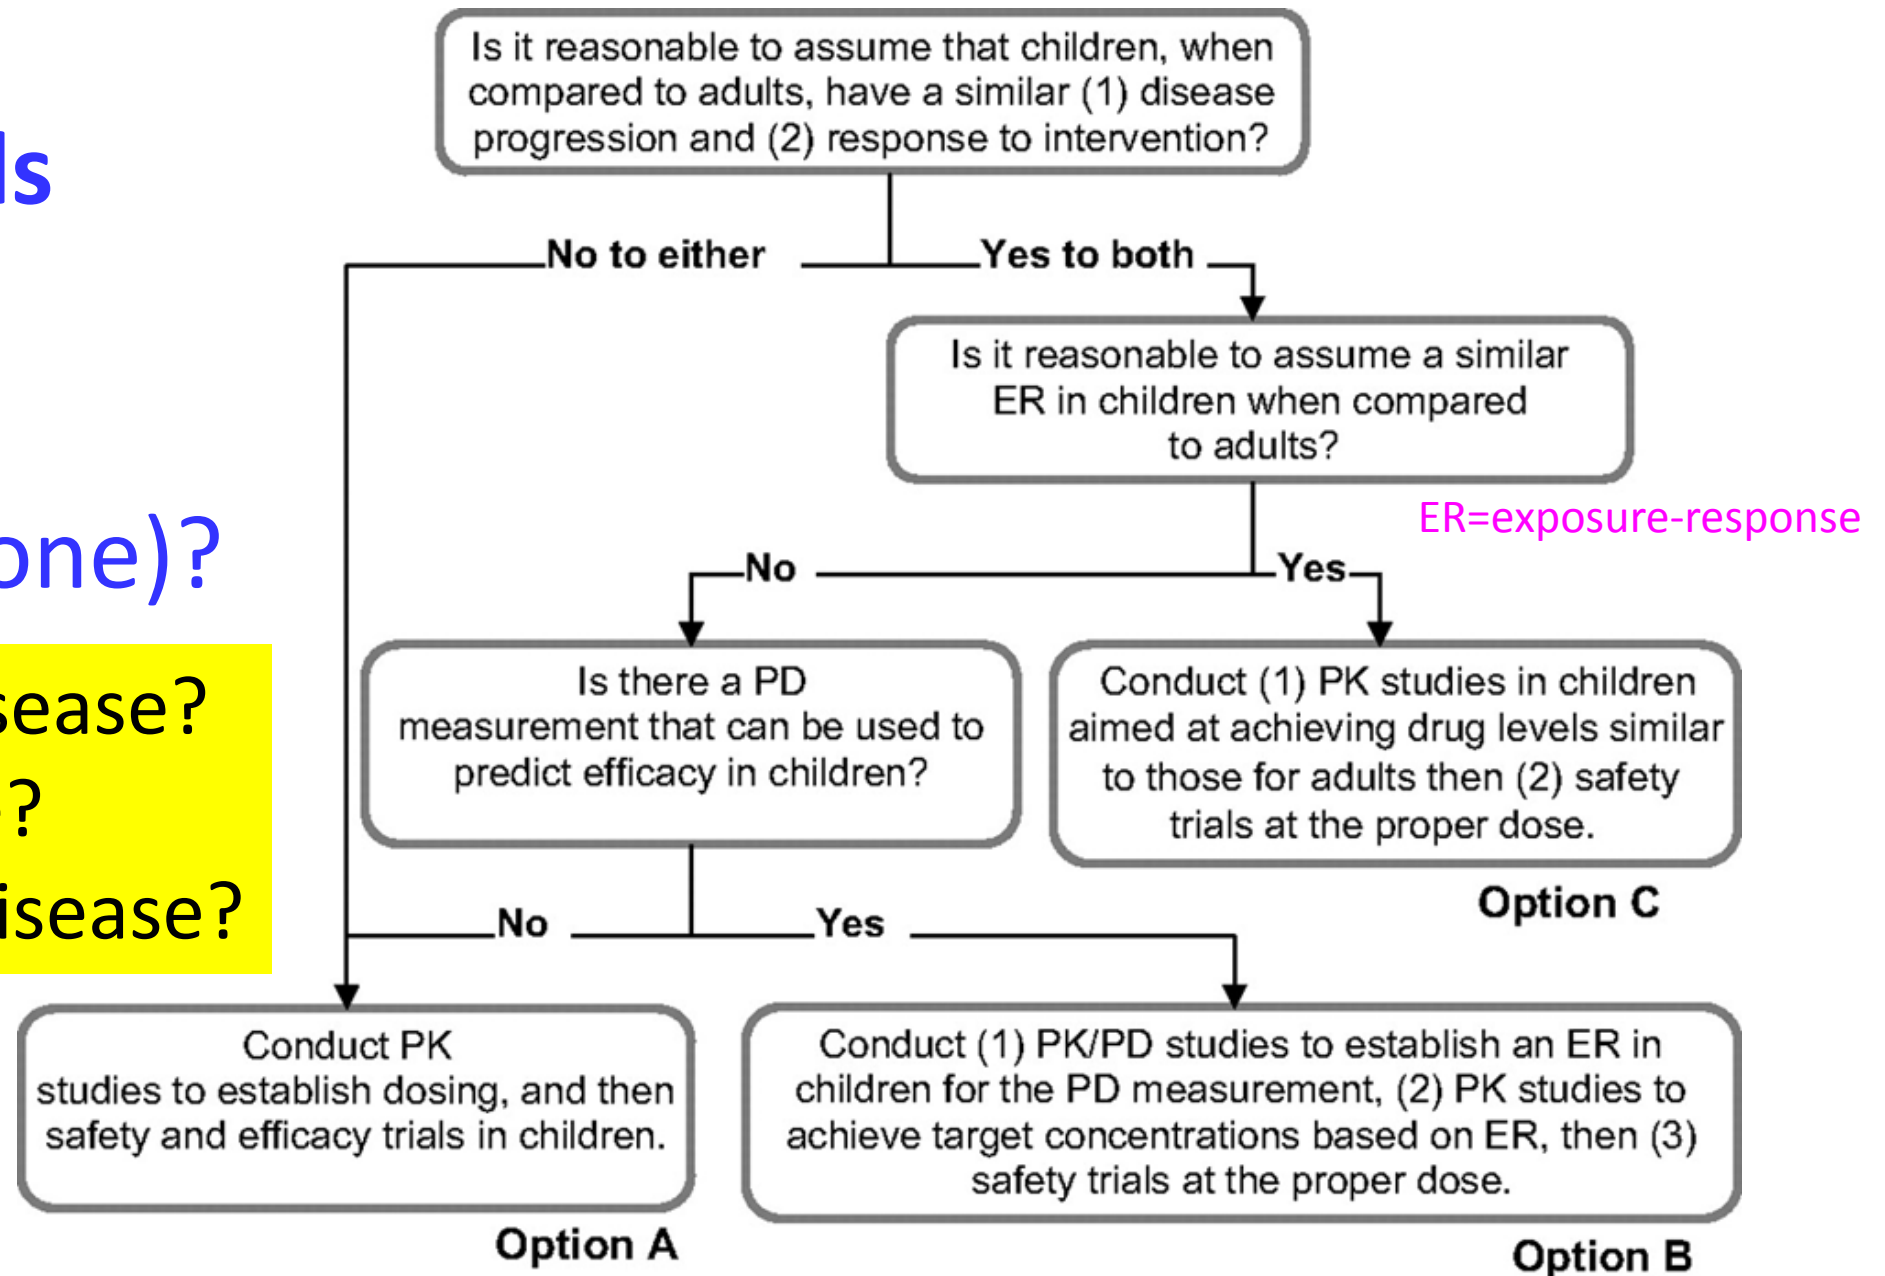 Is it reasonable to assume that children, when
compared to adults, have a similar (1) disease
progression and (2) response to intervention?
No to either
Yes to both
Is it reasonable to assume a similar
ER in children when compared
to adults?
ER=exposure-response
one)?
No
Yes
sease?
?
isease?
Is there a PD
measurement that can be used to
predict efficacy in children?
Conduct (1) PK studies in children
aimed at achieving drug levels similar
to those for adults then (2) safety
trials at the proper dose.
Option C
No
Yes
Conduct PK
studies to establish dosing, and then
safety and efficacy trials in children.
Option A
Conduct (1) PK/PD studies to establish an ER in
children for the PD measurement, (2) PK studies to
achieve target concentrations based on ER, then (3)
safety trials at the proper dose.
Option B